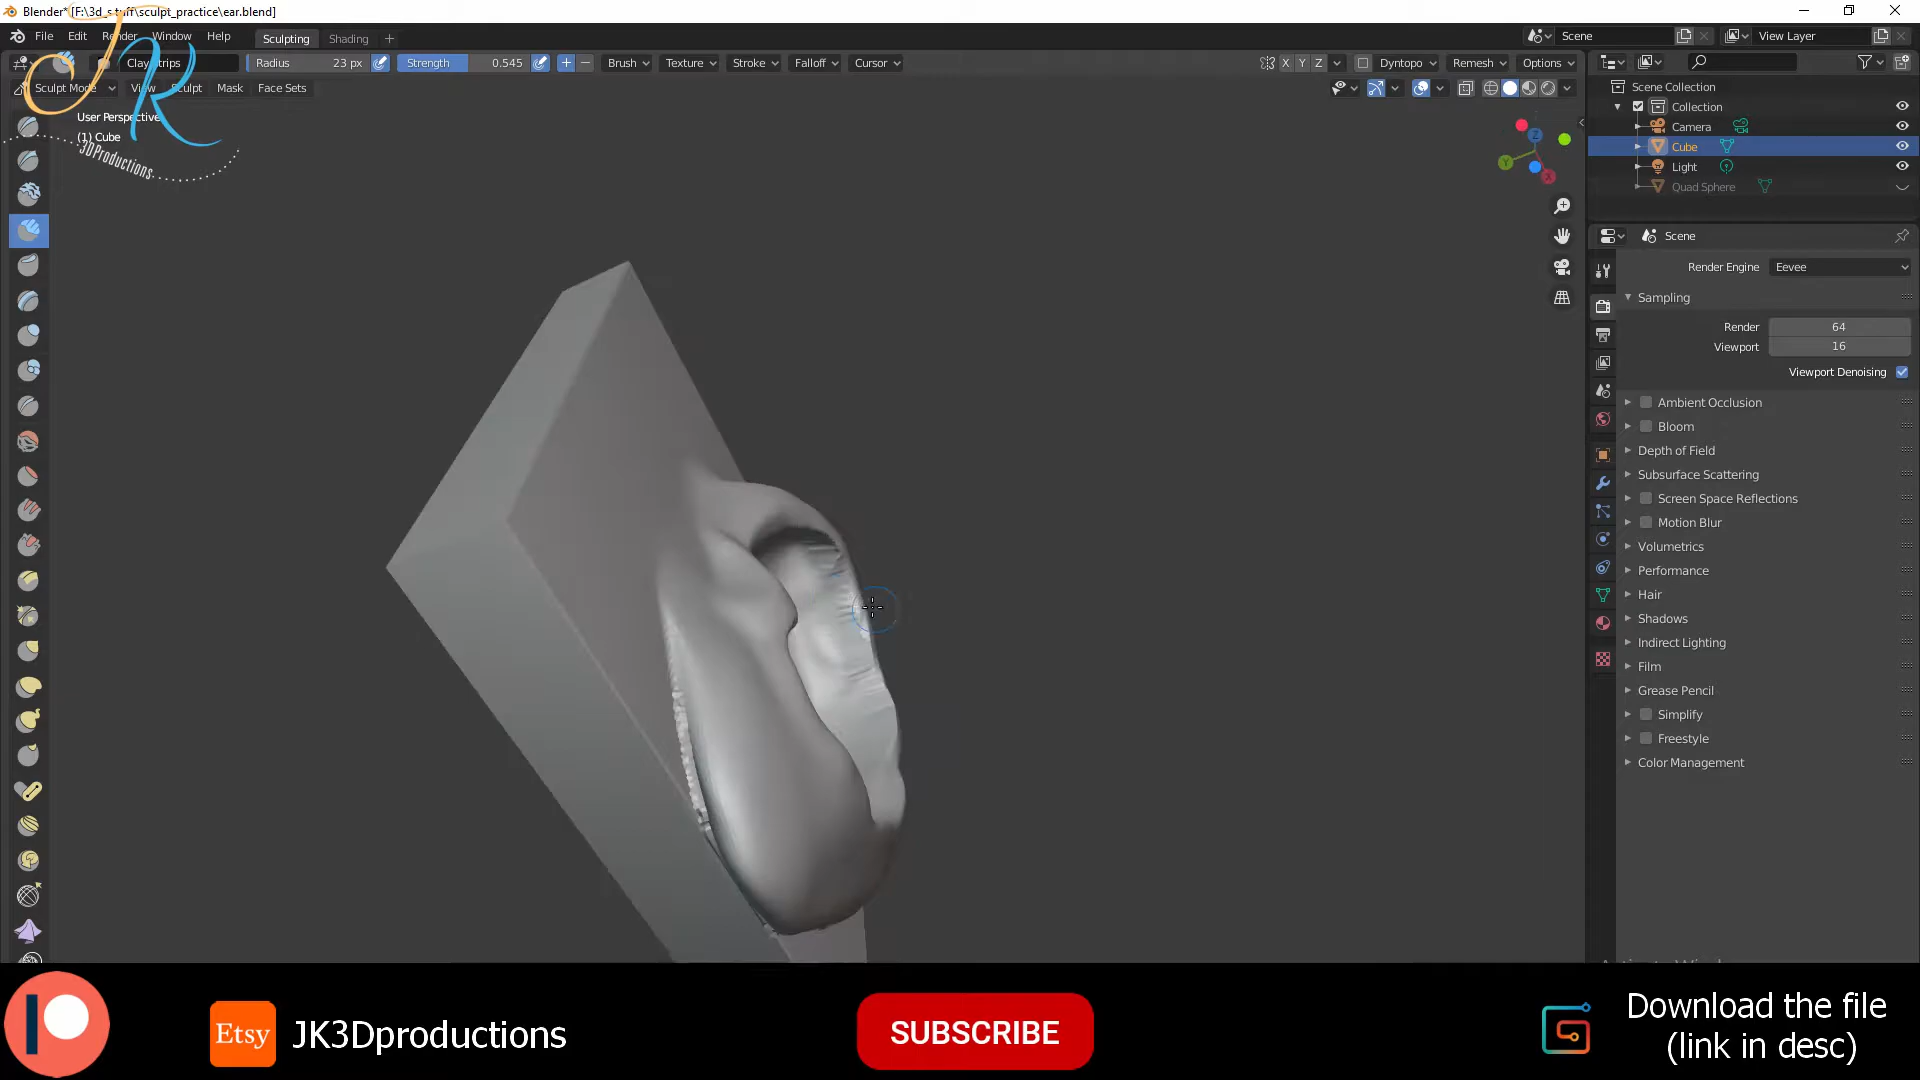 Blender* [F:\3d_stuff\sculpt_practice\ear.blend]
File Edit Render Window Help Sculpting Shading + Scene View Layer
Clay Strips Radius 23 px Strength 0.545 + − Brush Texture Stroke Falloff Cursor X Y Z Dyntopo Remesh Options
Sculpt Mode View Sculpt Mask Face Sets
JR
3DProductions
User Perspective
(1) Cube
Z
Y
X
Scene Collection
Collection
Camera
Cube
Light
Quad Sphere
Scene
Render Engine Eevee
Sampling
Render 64
Viewport 16
Viewport Denoising
Ambient Occlusion
Bloom
Depth of Field
Subsurface Scattering
Screen Space Reflections
Motion Blur
Volumetrics
Performance
Hair
Shadows
Indirect Lighting
Film
Grease Pencil
Simplify
Freestyle
Color Management
Etsy JK3Dproductions
SUBSCRIBE
Download the file
(link in desc)